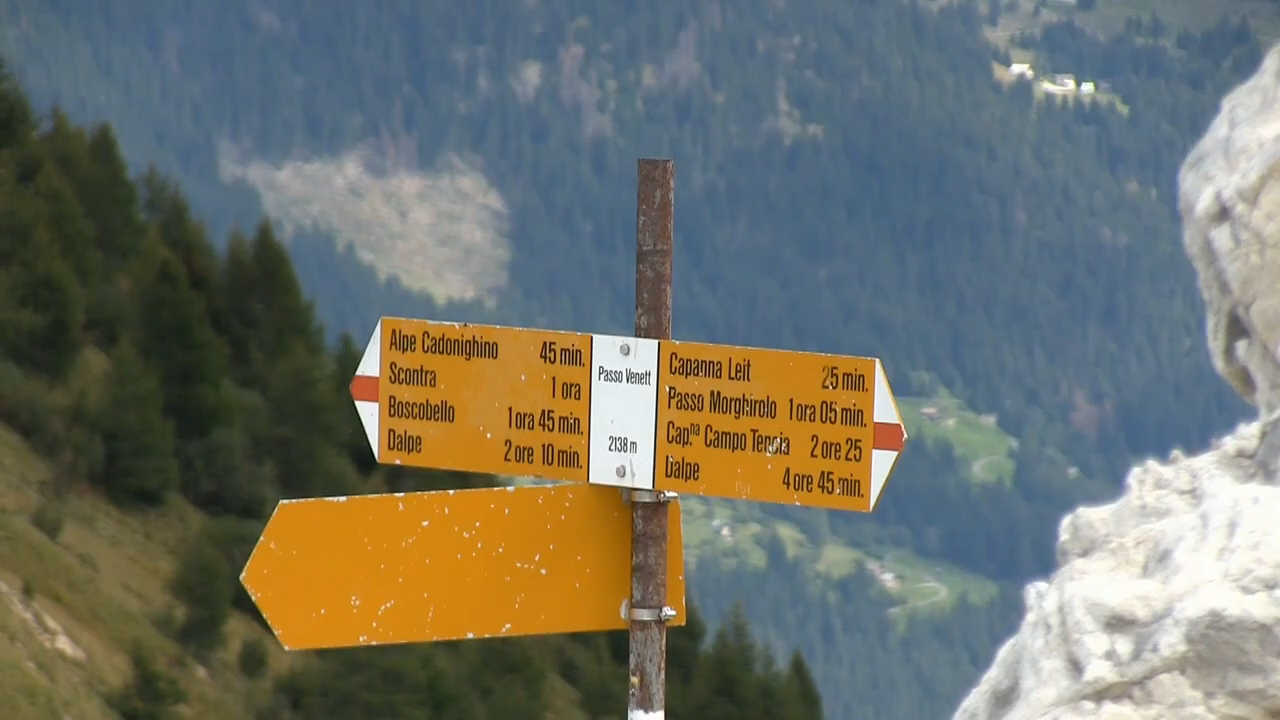 Alpe Cadonighino 45 min.
Scontra 1 ora
Boscobello 1 ora 45 min.
Dalpe 2 ore 10 min.
Passo Venett
2138 m
Capanna Leit 25 min.
Passo Morghirolo 1 ora 05 min.
Cap.na Campo Tencia 2 ore 25
Dalpe 4 ore 45 min.